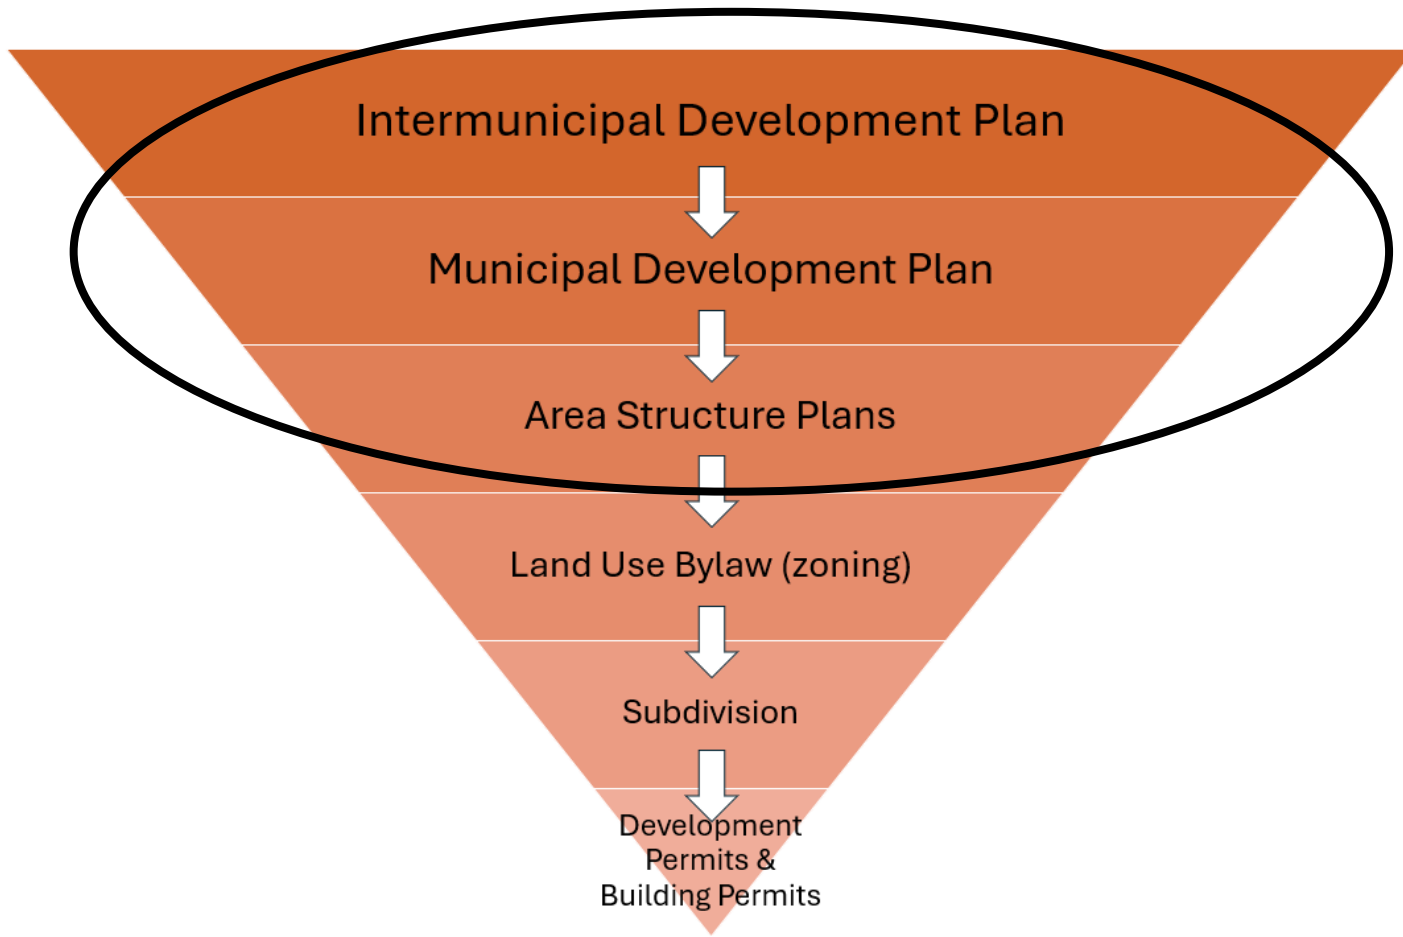 Intermunicipal Development Plan
Municipal Development Plan
Area Structure Plans
Land Use Bylaw (zoning)
Subdivision
Development
Permits &
Building Permits